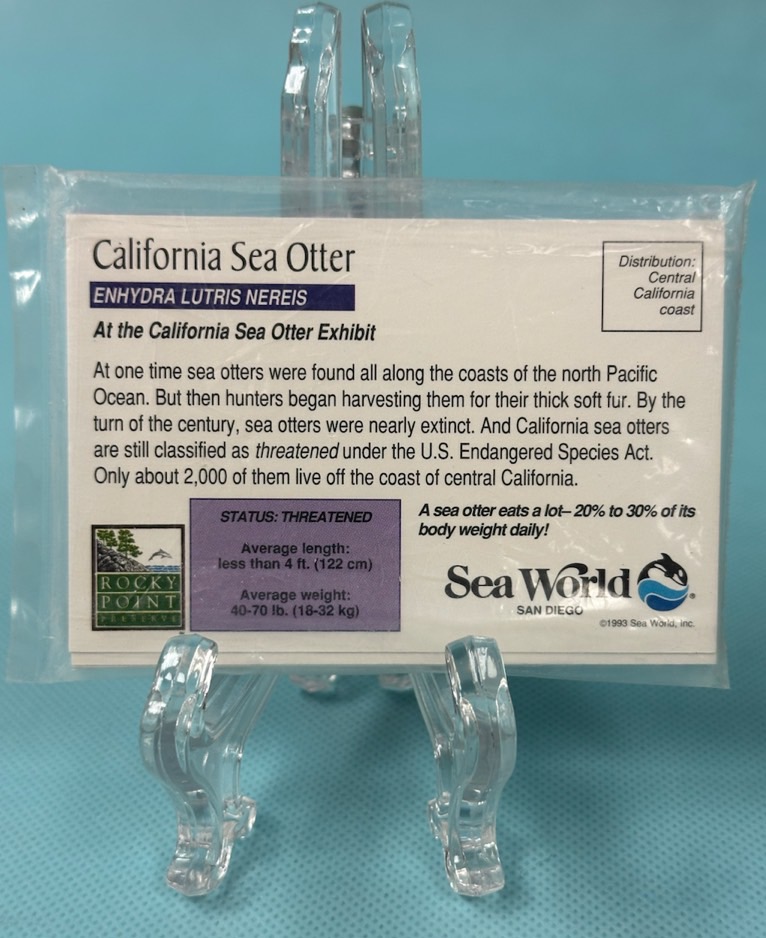 California Sea Otter
ENHYDRA LUTRIS NEREIS
At the California Sea Otter Exhibit
Distribution:
Central
California
coast
At one time sea otters were found all along the coasts of the north Pacific
Ocean. But then hunters began harvesting them for their thick soft fur. By the
turn of the century, sea otters were nearly extinct. And California sea otters
are still classified as threatened under the U.S. Endangered Species Act.
Only about 2,000 of them live off the coast of central California.
ROCKY
POINT
PRESERVE
STATUS: THREATENED
Average length:
less than 4 ft. (122 cm)
Average weight:
40-70 lb. (18-32 kg)
A sea otter eats a lot– 20% to 30% of its
body weight daily!
Sea World
SAN DIEGO
©1993 Sea World, Inc.